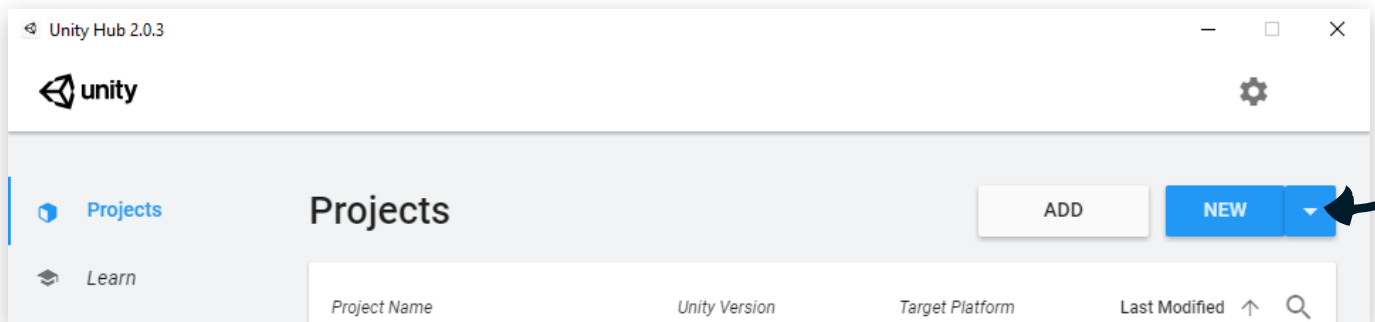 Unity Hub 2.0.3
unity
Projects
Projects
ADD
NEW
Learn
Project Name Unity Version Target Platform Last Modified